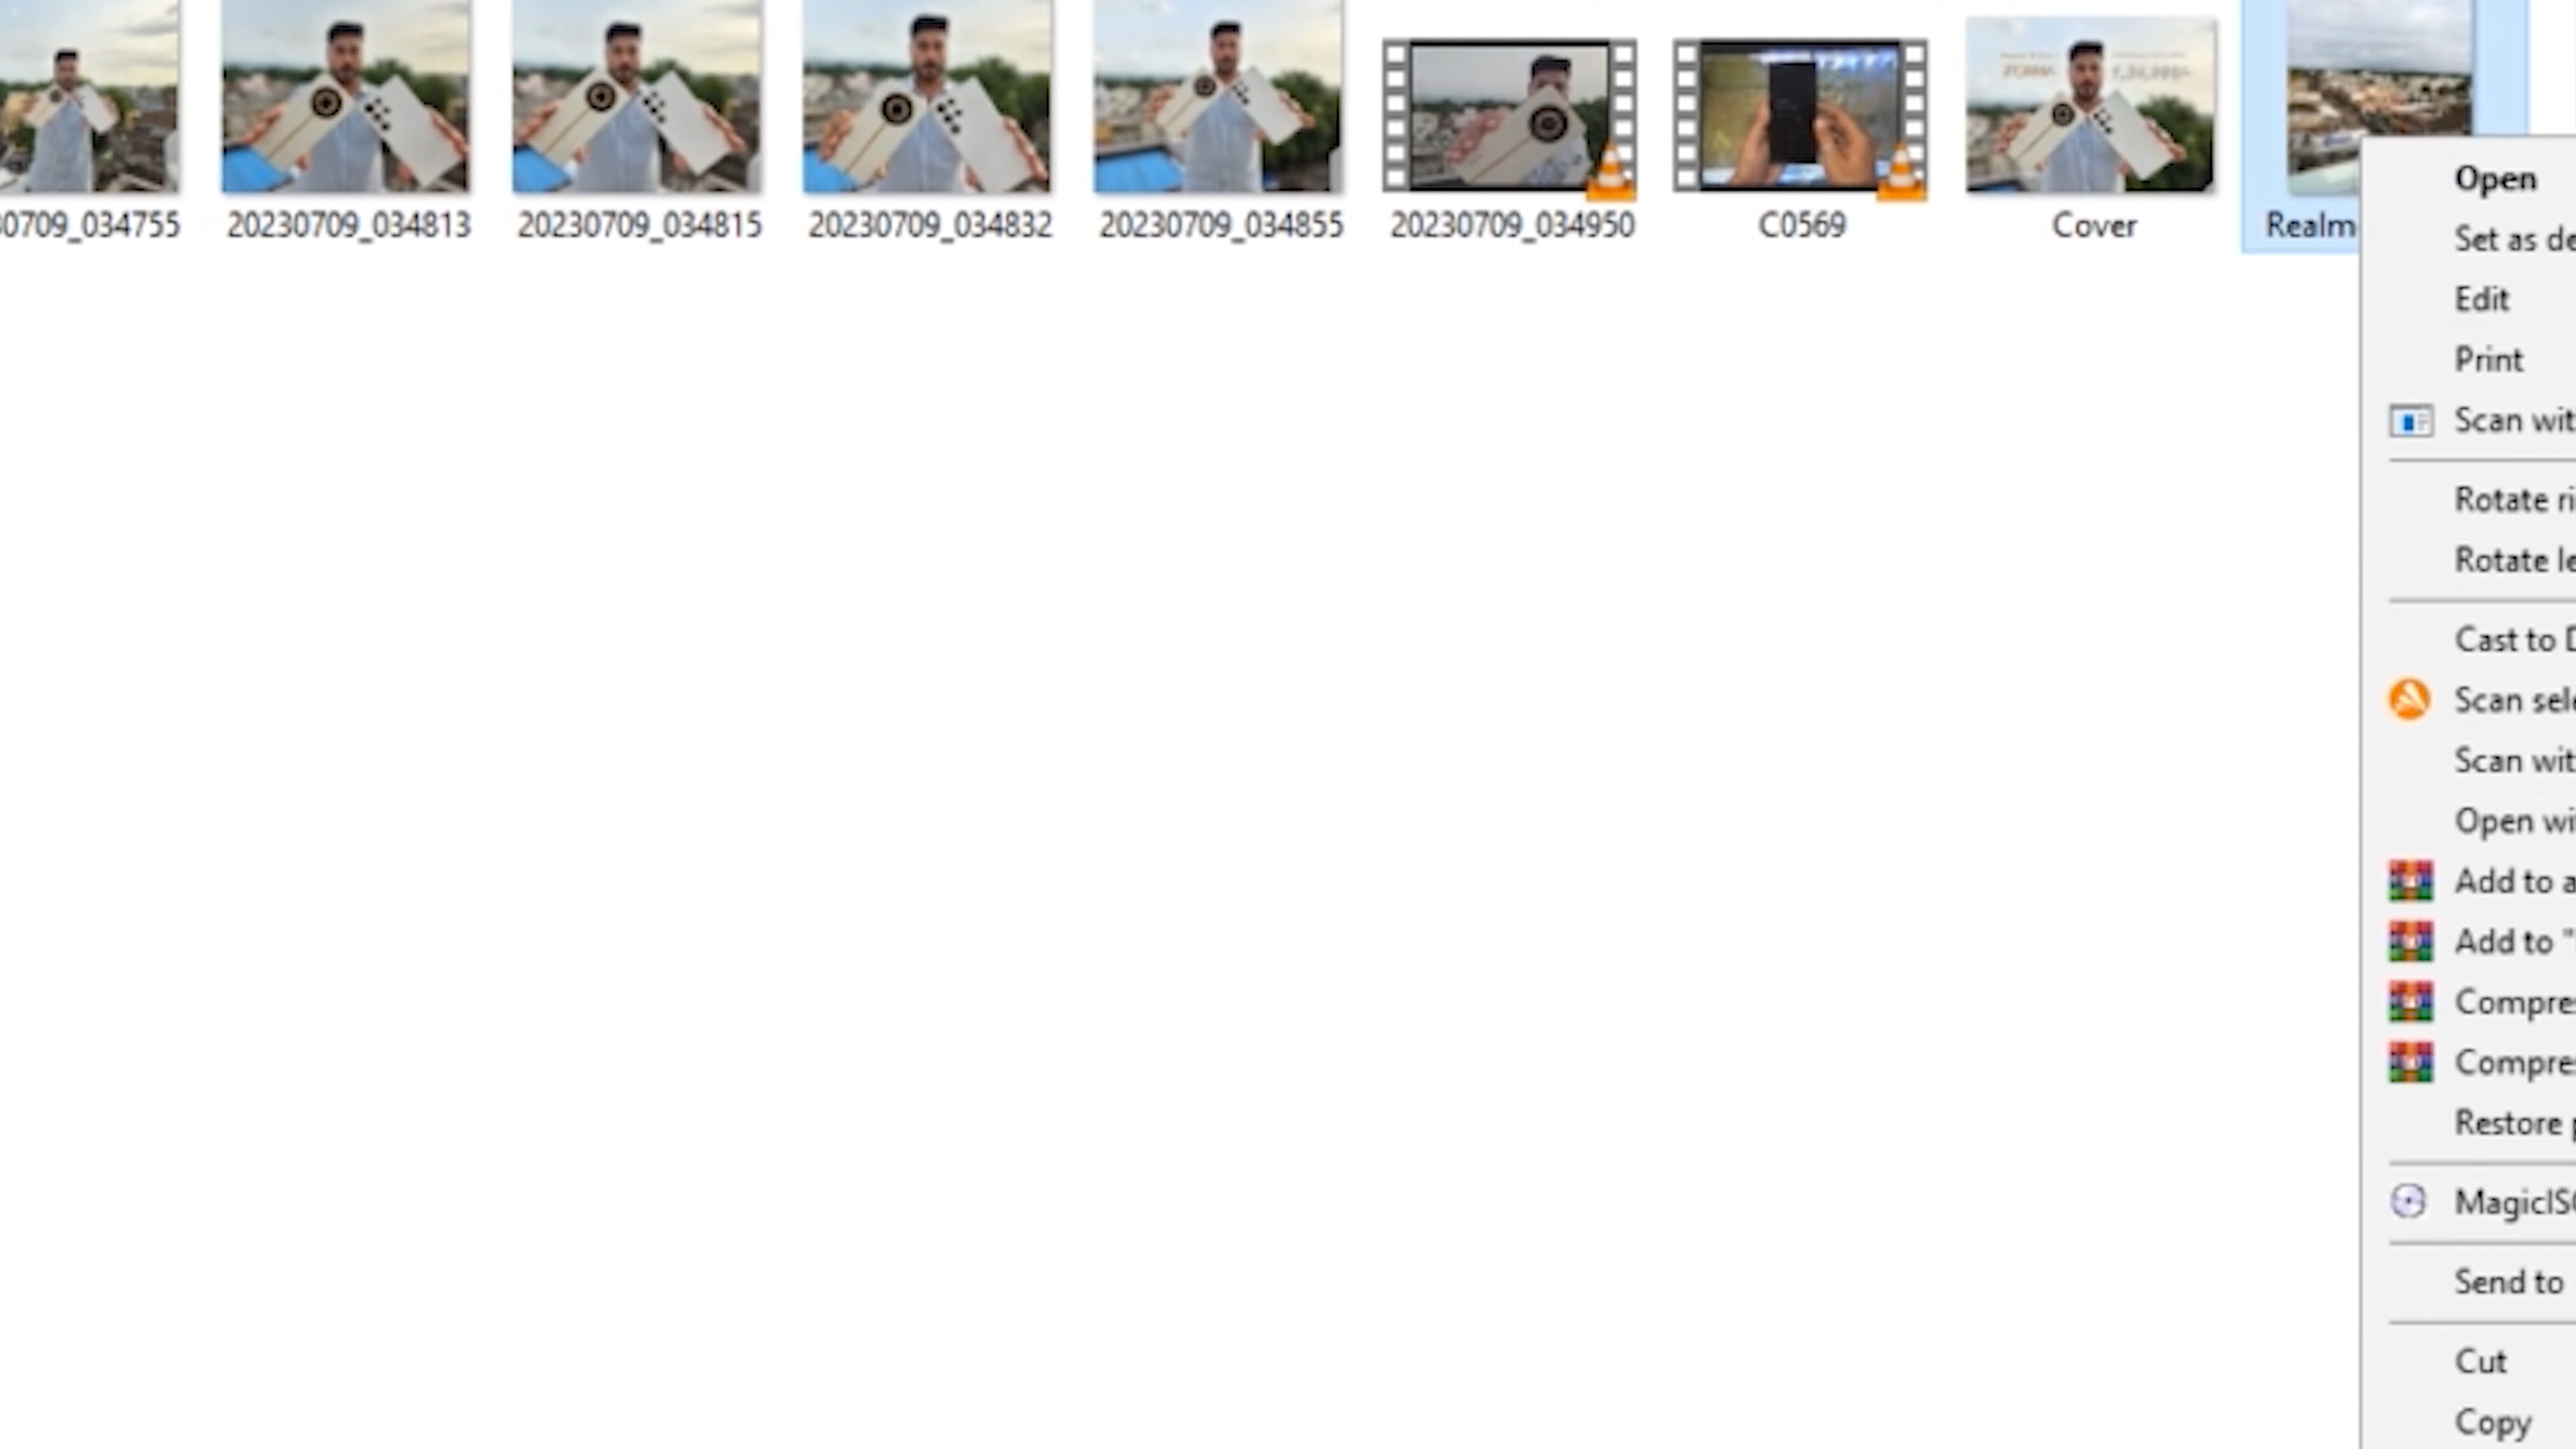 0709_034755
20230709_034813
20230709_034815
20230709_034832
20230709_034855
20230709_034950
C0569
Cover
Realm
Open
Set as de
Edit
Print
Scan wit
Rotate ri
Rotate le
Cast to D
Scan sele
Scan wit
Open wi
Add to a
Add to "
Compre
Compre
Restore p
MagicISO
Send to
Cut
Copy